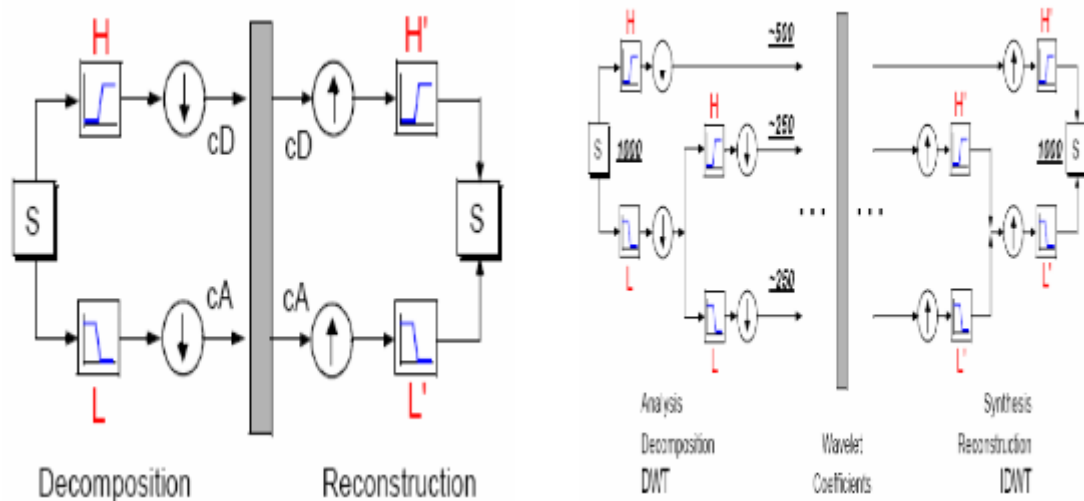 H
H'
cD
cD
S
S
cA
cA
L
L'
Decomposition
Reconstruction
H
~500
H'
H
~250
H'
S
1000
1000
S
... ...
L
~250
L'
L
L'
Analysis
Synthesis
Decomposition
Wavelet
Reconstruction
DWT
Coefficients
IDWT